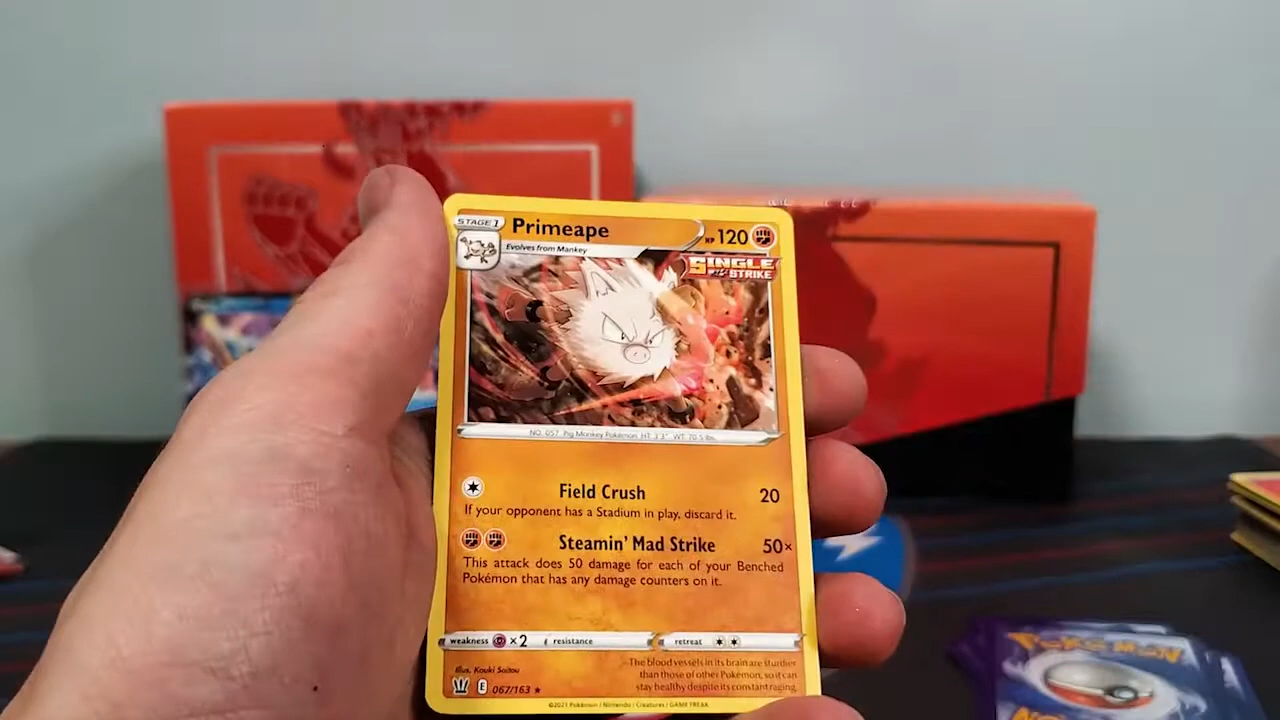 STAGE 1
Primeape
HP 120
Evolves from Mankey
SINGLE
STRIKE
NO. 057 Pig Monkey Pokémon HT: 3'3" WT: 70.5 lbs.
Field Crush 20
If your opponent has a Stadium in play, discard it.
Steamin' Mad Strike 50×
This attack does 50 damage for each of your Benched
Pokémon that has any damage counters on it.
weakness ×2 resistance retreat
Illus. Kouki Saitou
The blood vessels in its brain are sturdier
than those of other Pokémon, so it can
stay healthy despite its constant raging.
E 067/163 ★
©2021 Pokémon / Nintendo / Creatures / GAME FREAK
POKÉMON